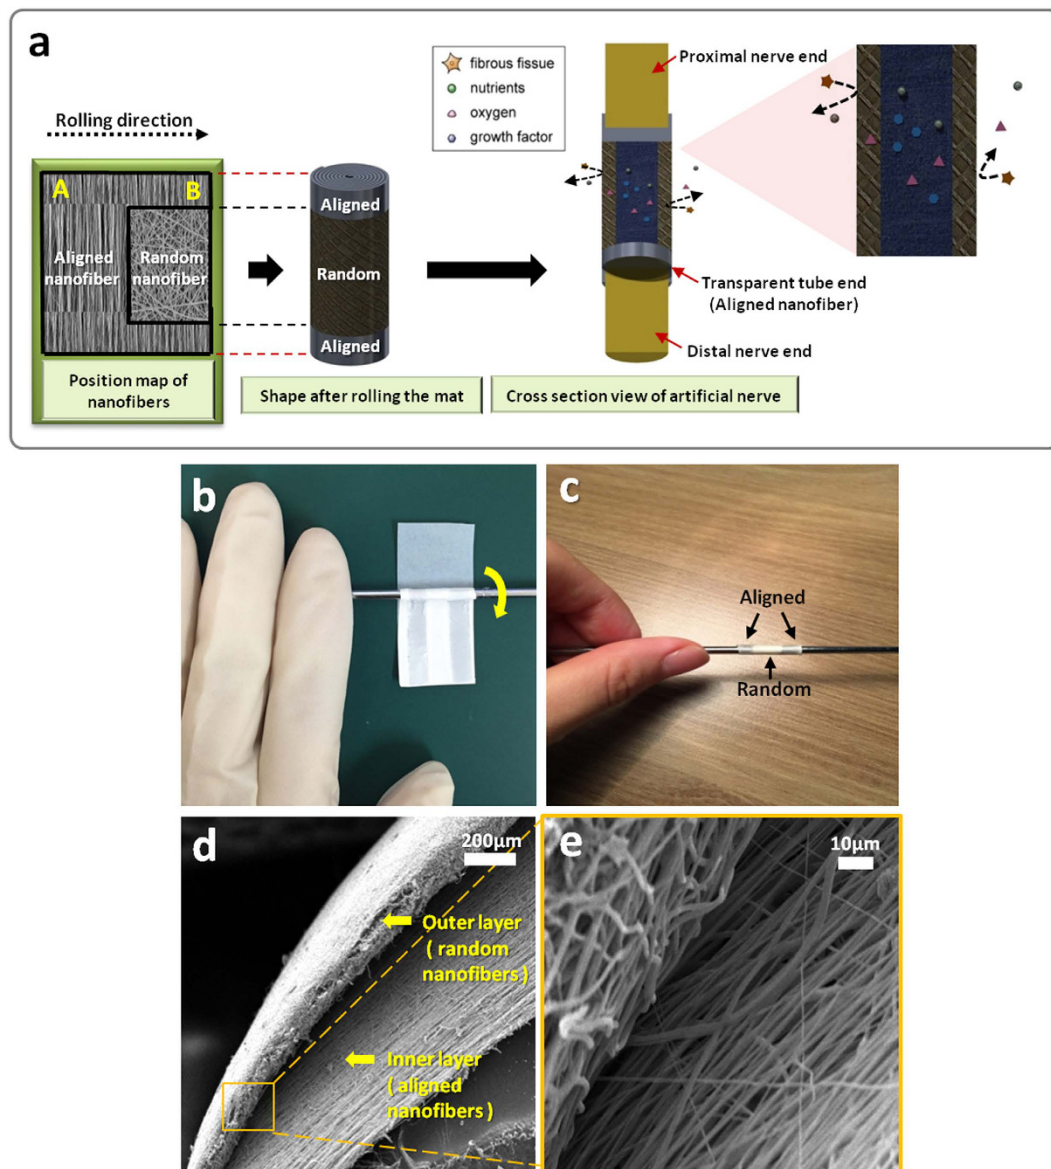 a
fibrous tissue
nutrients
oxygen
growth factor
Proximal nerve end
Rolling direction
A
B
Aligned
nanofiber
Random
nanofiber
Aligned
Random
Aligned
Transparent tube end
(Aligned nanofiber)
Distal nerve end
Position map of
nanofibers
Shape after rolling the mat
Cross section view of artificial nerve
b
c
Aligned
Random
d
200μm
Outer layer
( random
nanofibers )
Inner layer
( aligned
nanofibers )
e
10μm